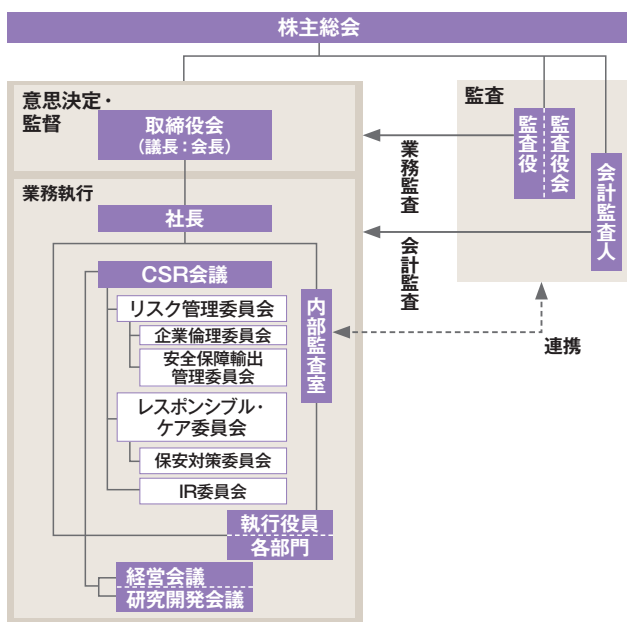 株主総会
意思決定・
監督
取締役会
（議長：会長）
監査
監査役
監査役会
会計監査人
業務監査
会計監査
連携
業務執行
社長
CSR会議
リスク管理委員会
企業倫理委員会
安全保障輸出
管理委員会
レスポンシブル・
ケア委員会
保安対策委員会
IR委員会
内部監査室
執行役員
各部門
経営会議
研究開発会議